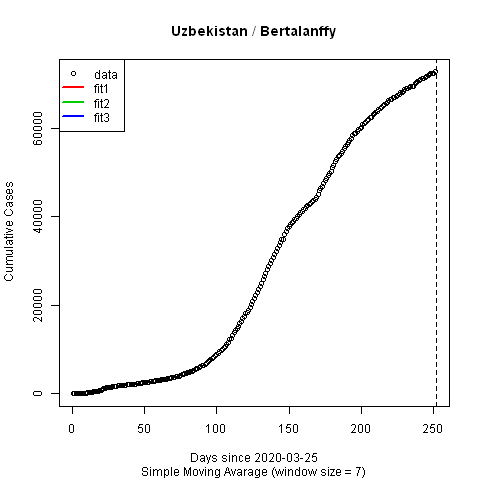 Uzbekistan / Bertalanffy
data
fit1
fit2
fit3
Cumulative Cases
0
20000
40000
60000
0 50 100 150 200 250
Days since 2020-03-25
Simple Moving Avarage (window size = 7)